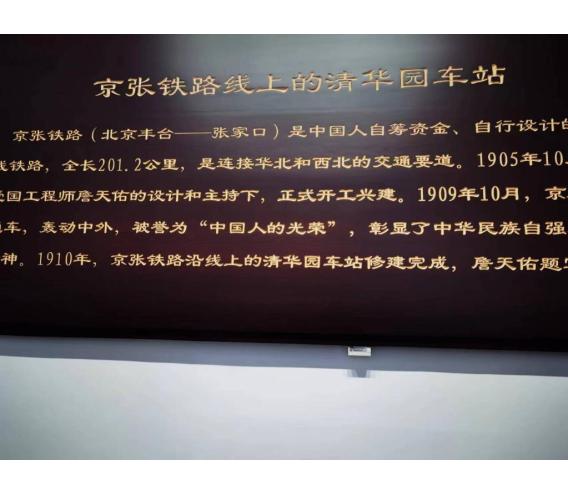 京张铁路线上的清华园车站
京张铁路（北京丰台——张家口）是中国人自筹资金、自行设计的
线铁路，全长201.2公里，是连接华北和西北的交通要道。1905年10
国工程师詹天佑的设计和主持下，正式开工兴建。1909年10月，京
车，轰动中外，被誉为“中国人的光荣”，彰显了中华民族自强
神。1910年，京张铁路沿线上的清华园车站修建完成，詹天佑题